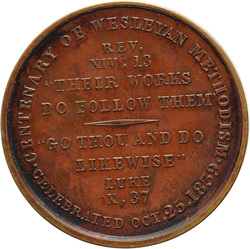 CENTENARY OF WESLEYAN METHODISM
CELEBRATED OCT. 25. 1839
REV.
XIV. 13
"THEIR WORKS
DO FOLLOW THEM"
"GO THOU AND DO
LIKEWISE"
LUKE
X, 37